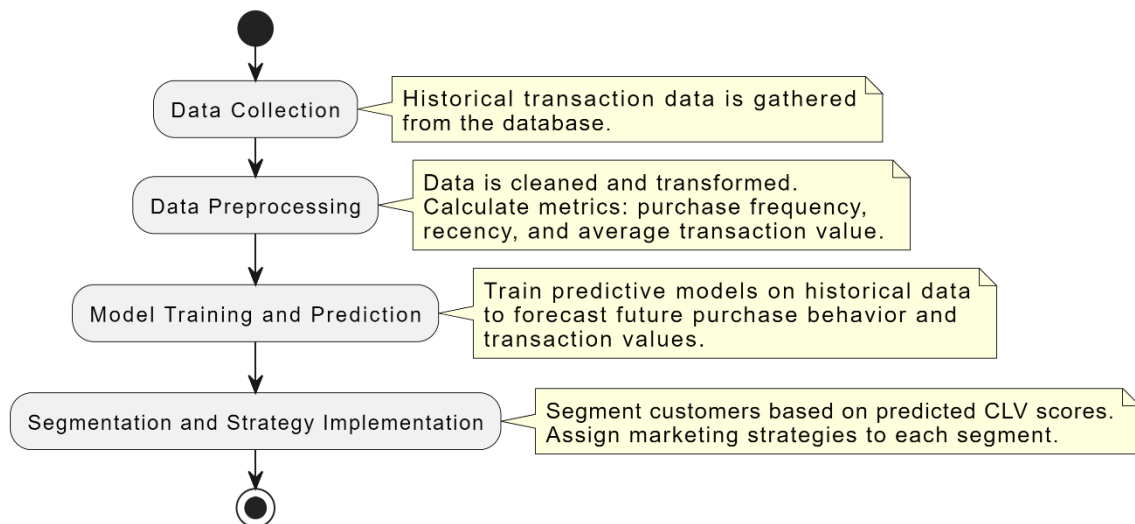 Data Collection
Historical transaction data is gathered
from the database.
Data Preprocessing
Data is cleaned and transformed.
Calculate metrics: purchase frequency,
recency, and average transaction value.
Model Training and Prediction
Train predictive models on historical data
to forecast future purchase behavior and
transaction values.
Segmentation and Strategy Implementation
Segment customers based on predicted CLV scores.
Assign marketing strategies to each segment.